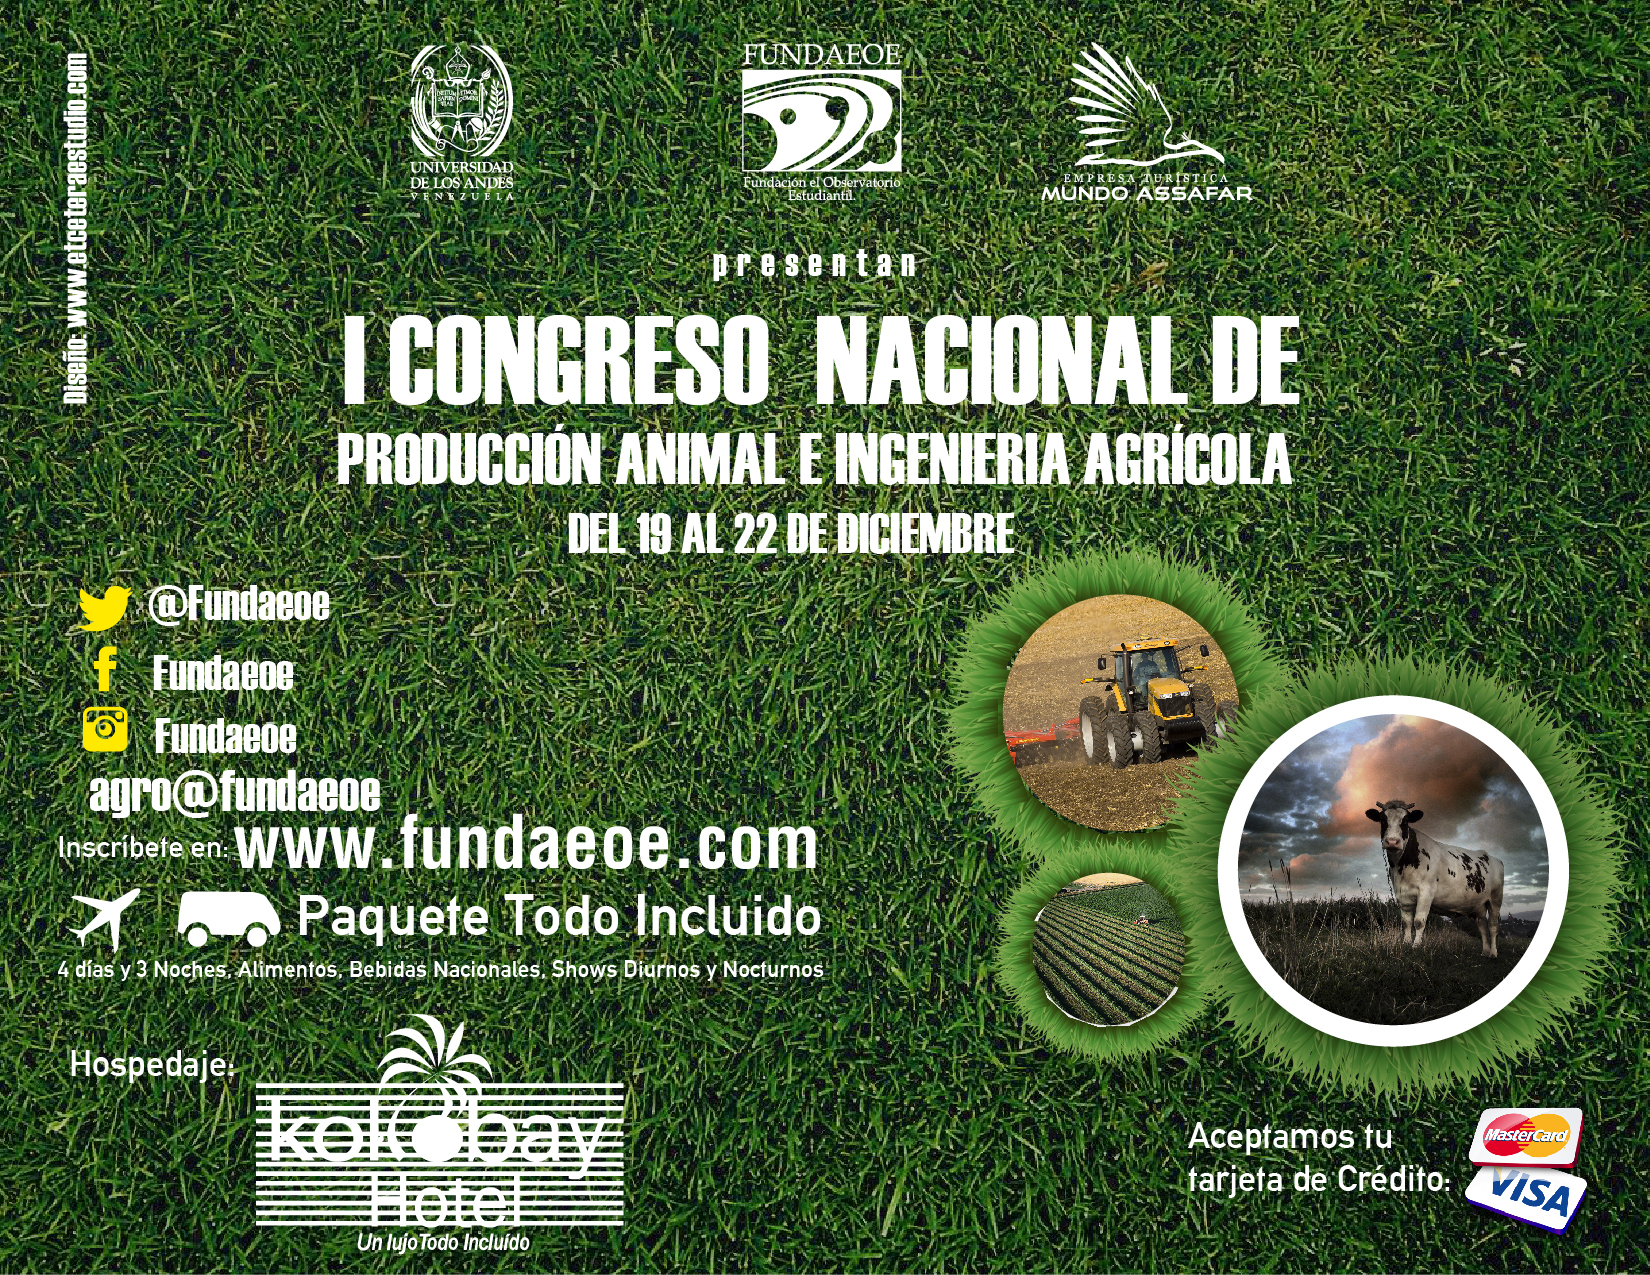 Diseño: www.etceteraestudio.com
UNIVERSIDAD
DE LOS ANDES
VENEZUELA
FUNDAEOE
Fundación el Observatorio
Estudiantil.
EMPRESA TURÍSTICA
MUNDO ASSAFAR
presentan
I CONGRESO NACIONAL DE
PRODUCCIÓN ANIMAL E INGENIERIA AGRÍCOLA
DEL 19 AL 22 DE DICIEMBRE
@Fundaeoe
Fundaeoe
Fundaeoe
agro@fundaeoe
Inscríbete en: www.fundaeoe.com
Paquete Todo Incluido
4 días y 3 Noches, Alimentos, Bebidas Nacionales, Shows Diurnos y Nocturnos
Hospedaje:
kokobay
Hotel
Un lujo Todo Incluído
Aceptamos tu
tarjeta de Crédito:
MasterCard
VISA